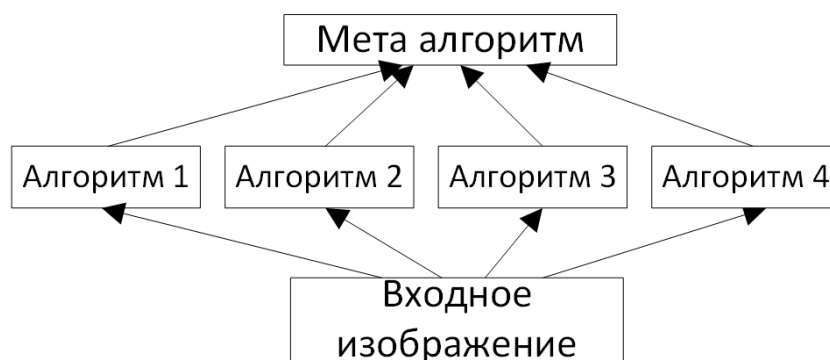 Мета алгоритм
Алгоритм 1
Алгоритм 2
Алгоритм 3
Алгоритм 4
Входное
изображение